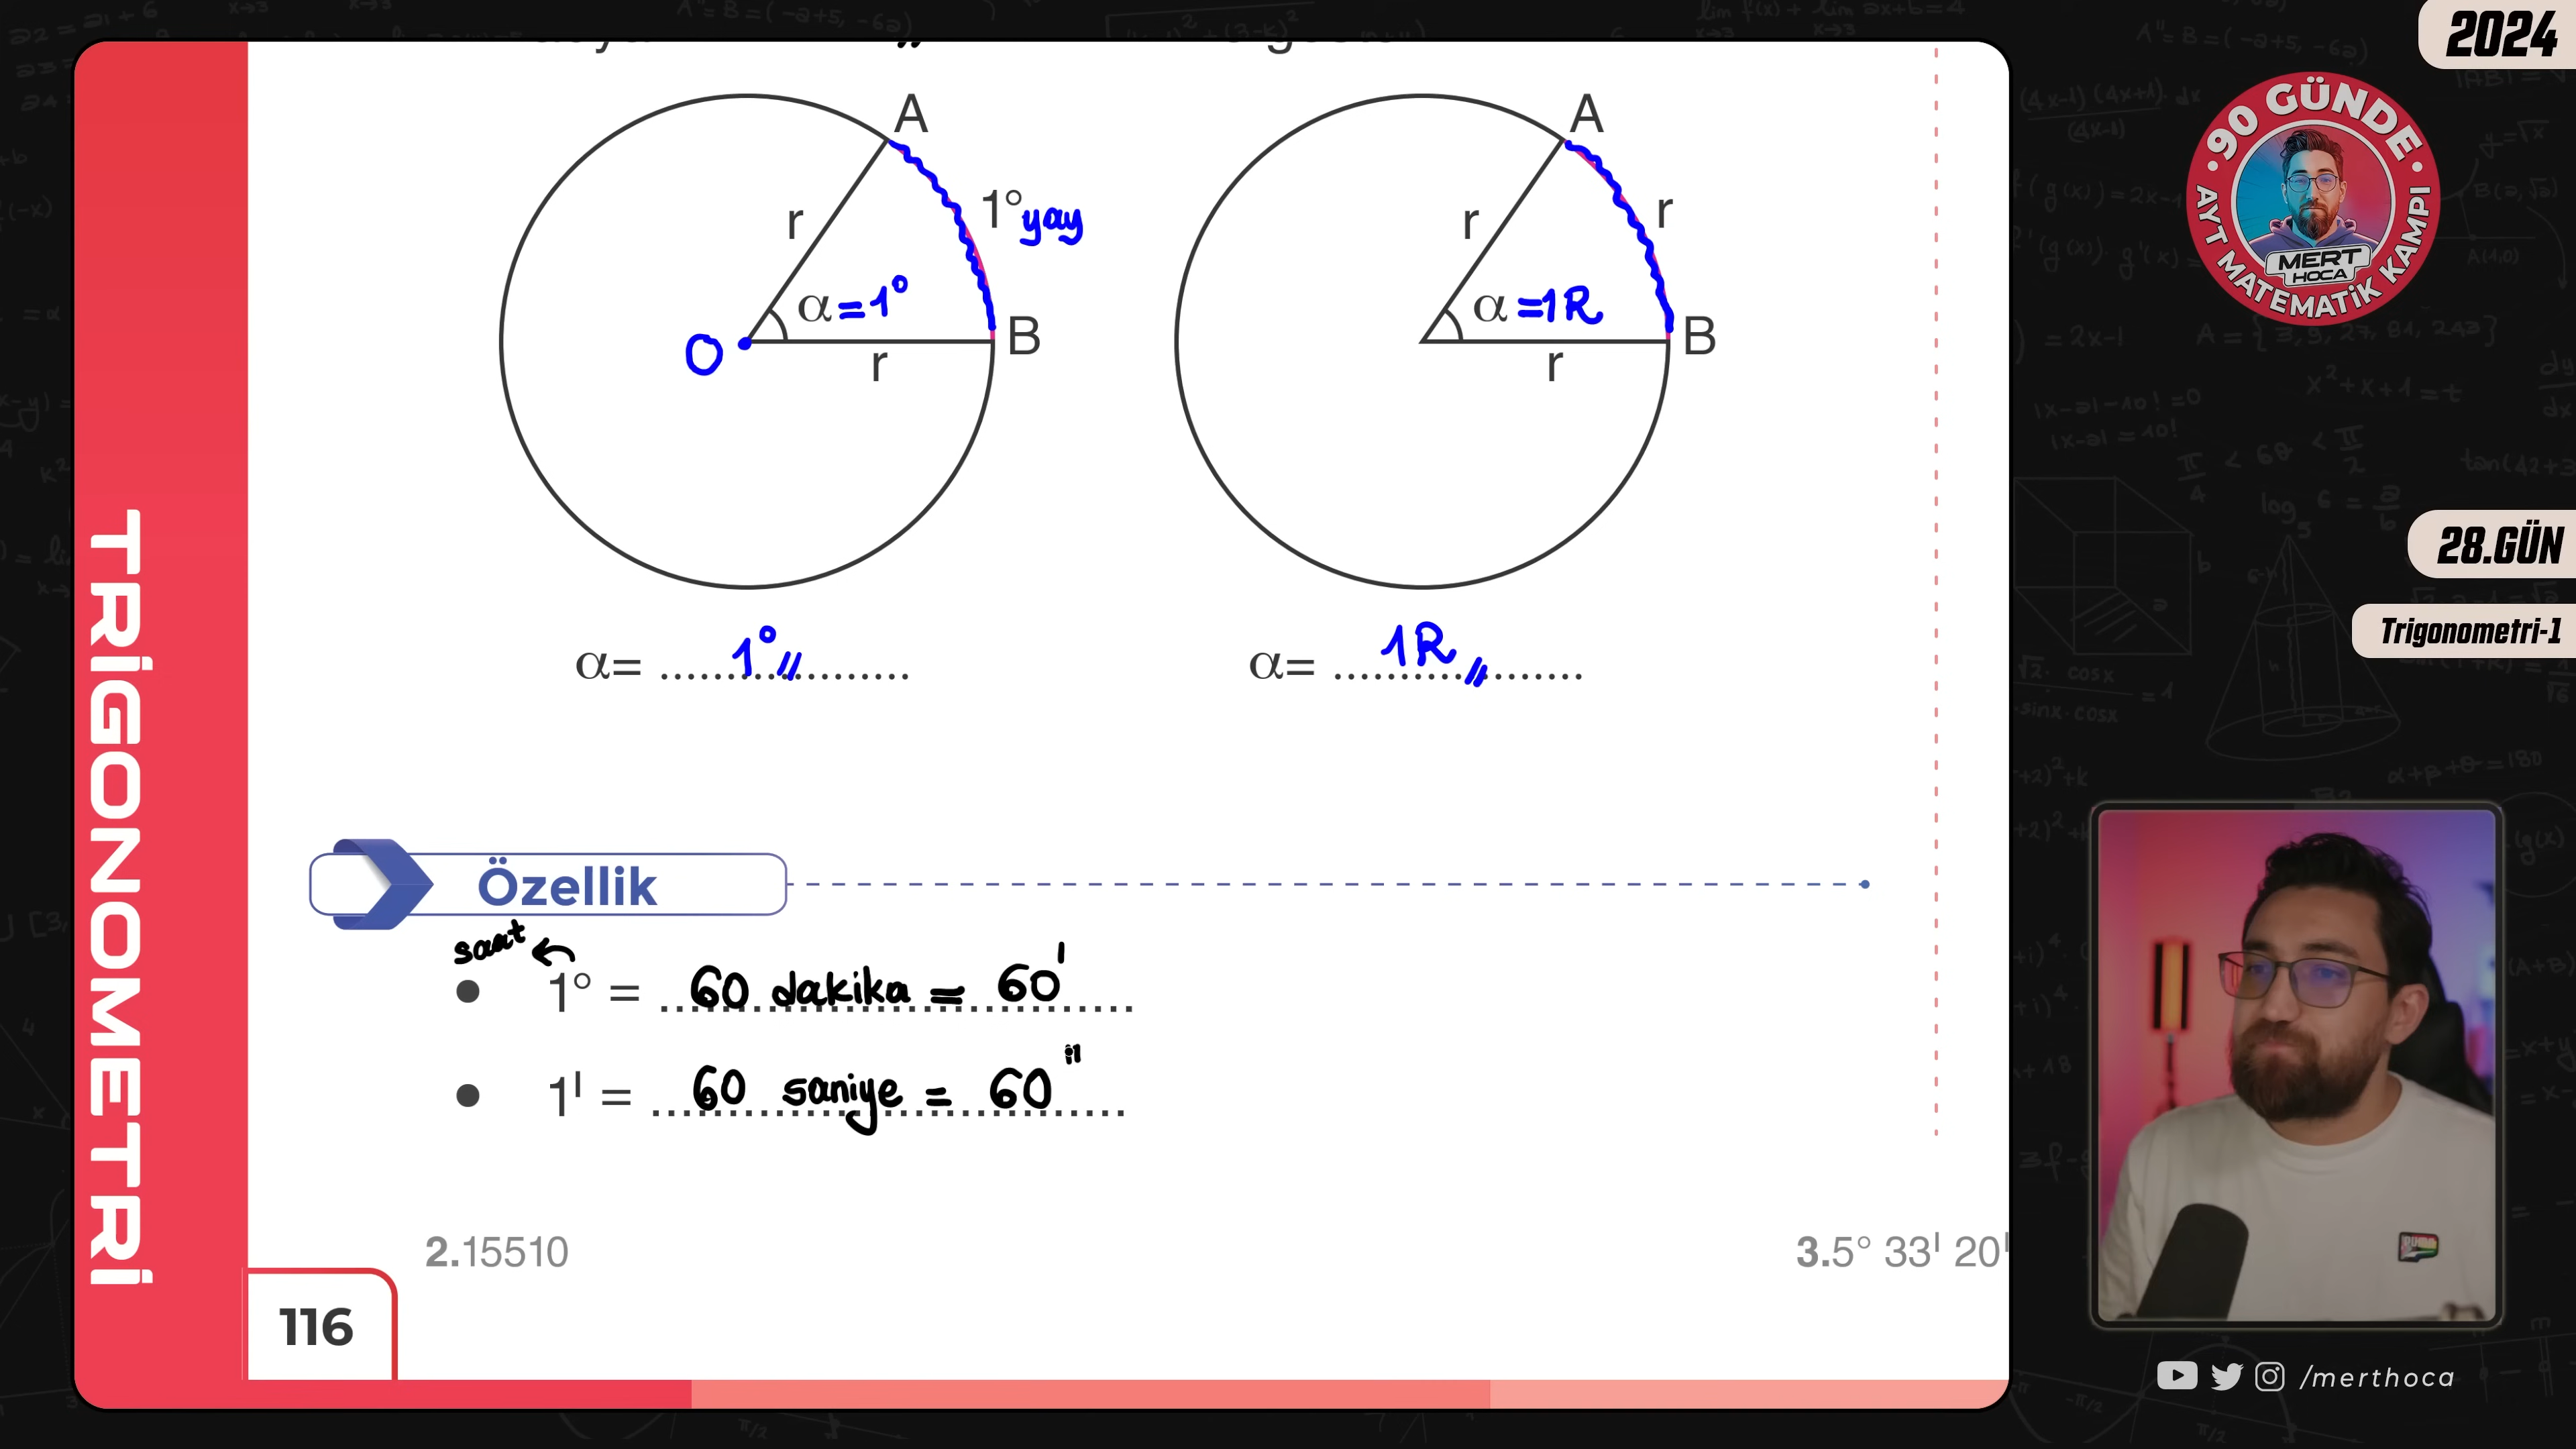 2024
90 GÜNDE
AYT MATEMATİK KAMPI
MERT
HOCA
28.GÜN
Trigonometri-1
TRİGONOMETRİ
A
r
1° yay
α = 1°
O
r
B
α= 1°
A
r
r
α = 1R
r
B
α= 1R
Özellik
saat
• 1° = 60 dakika = 60'
• 1' = 60 saniye = 60"
2.15510
3.5° 33' 20'
116
/merthoca